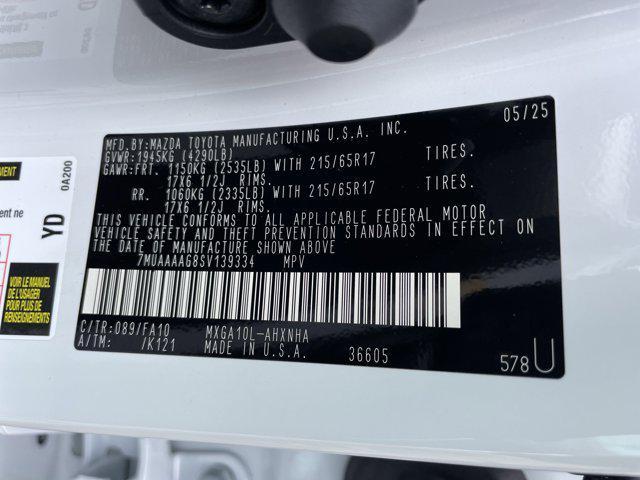 MFD.BY:MAZDA TOYOTA MANUFACTURING U.S.A. INC. 05/25
GVWR:1945KG (4290LB)
GAWR:FRT. 1150KG (2535LB) WITH 215/65R17 TIRES.
17X6 1/2J RIMS.
RR. 1060KG (2335LB) WITH 215/65R17 TIRES.
17X6 1/2J RIMS.
THIS VEHICLE CONFORMS TO ALL APPLICABLE FEDERAL MOTOR
VEHICLE SAFETY AND THEFT PREVENTION STANDARDS IN EFFECT ON
THE DATE OF MANUFACTURE SHOWN ABOVE
7MUAAAAG8SV139334 MPV
C/TR:089/FA10 MXGA10L-AHXNHA
A/TM: /K121 MADE IN U.S.A. 36605 578U
0A200
YD
VOIR LE MANUEL
DE L'USAGER
POUR PLUS DE
RENSEIGNEMENTS